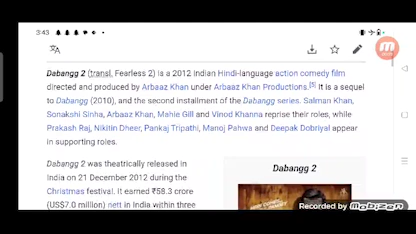 3:43
Dabangg 2 (transl. Fearless 2) is a 2012 Indian Hindi-language action comedy film
directed and produced by Arbaaz Khan under Arbaaz Khan Productions.[5] It is a sequel
to Dabangg (2010), and the second installment of the Dabangg series. Salman Khan,
Sonakshi Sinha, Arbaaz Khan, Mahie Gill and Vinod Khanna reprise their roles, while
Prakash Raj, Nikitin Dheer, Pankaj Tripathi, Manoj Pahwa and Deepak Dobriyal appear
in supporting roles.
Dabangg 2 was theatrically released in
India on 21 December 2012 during the
Christmas festival. It earned ₹58.3 crore
(US$7.0 million) nett in India within three
Dabangg 2
Recorded by Mobizen